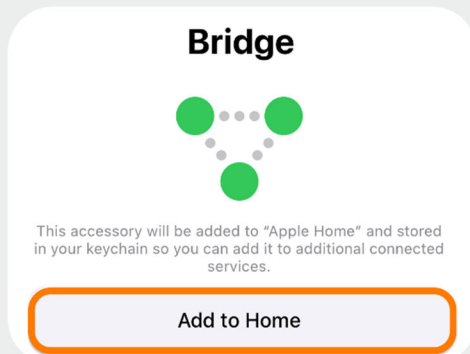 Bridge
This accessory will be added to “Apple Home” and stored
in your keychain so you can add it to additional connected
services.
Add to Home